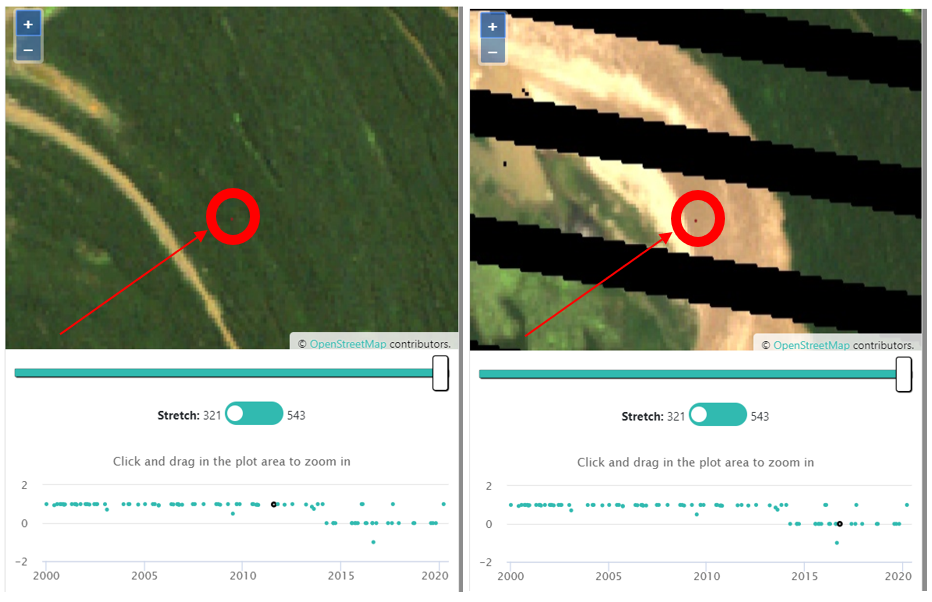 +
−
© OpenStreetMap contributors.
Stretch: 321 543
Click and drag in the plot area to zoom in
2
0
−2
2000 2005 2010 2015 2020
+
−
© OpenStreetMap contributors.
Stretch: 321 543
Click and drag in the plot area to zoom in
2
0
−2
2000 2005 2010 2015 2020